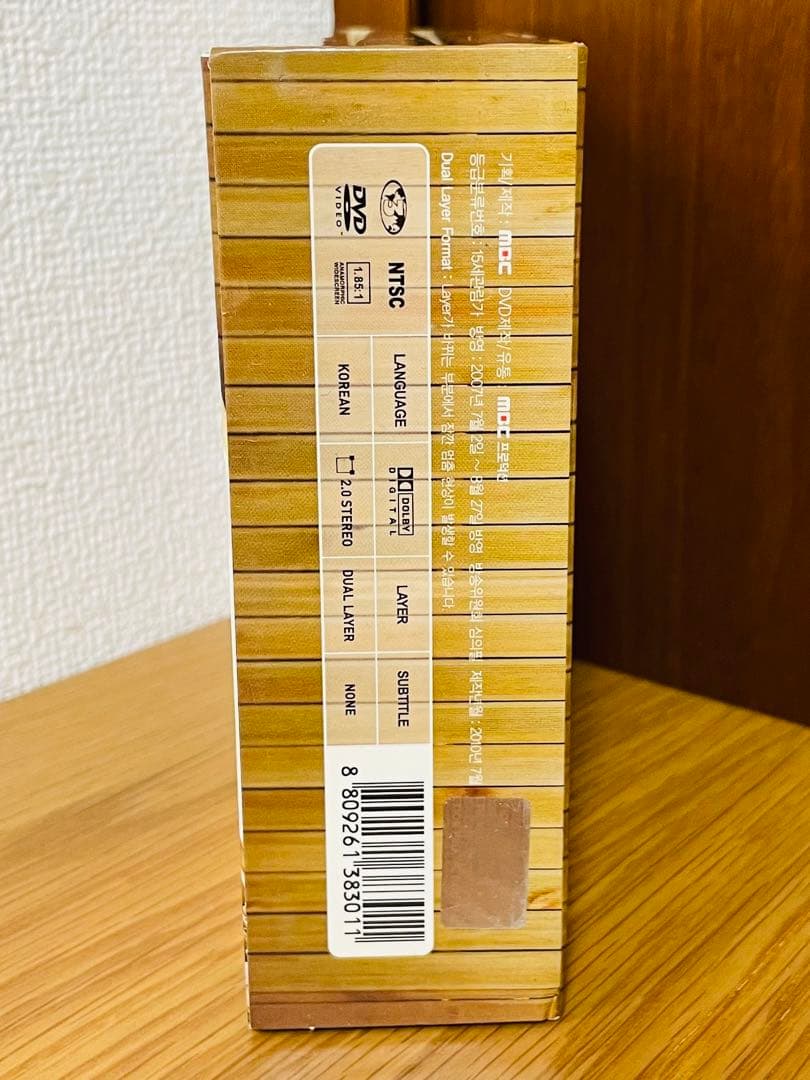 기획/제작 : MBC DVD제작/유통 : MBC 프로덕션
등급분류번호 : 15세관람가 방영 : 2007년 7월 2일 ~ 8월 27일 방영 방송위원회 심의필 제작년월 : 2010년 7월
Dual Layer Format : Layer가 바뀌는 부분에서 잠깐 멈춤 현상이 발생할 수 있습니다
NTSC
LANGUAGE
DOLBY
DIGITAL
LAYER
SUBTITLE
DVD
VIDEO
1.85:1
ANAMORPHIC
WIDESCREEN
KOREAN
2.0 STEREO
DUAL LAYER
NONE
8 809261 383011